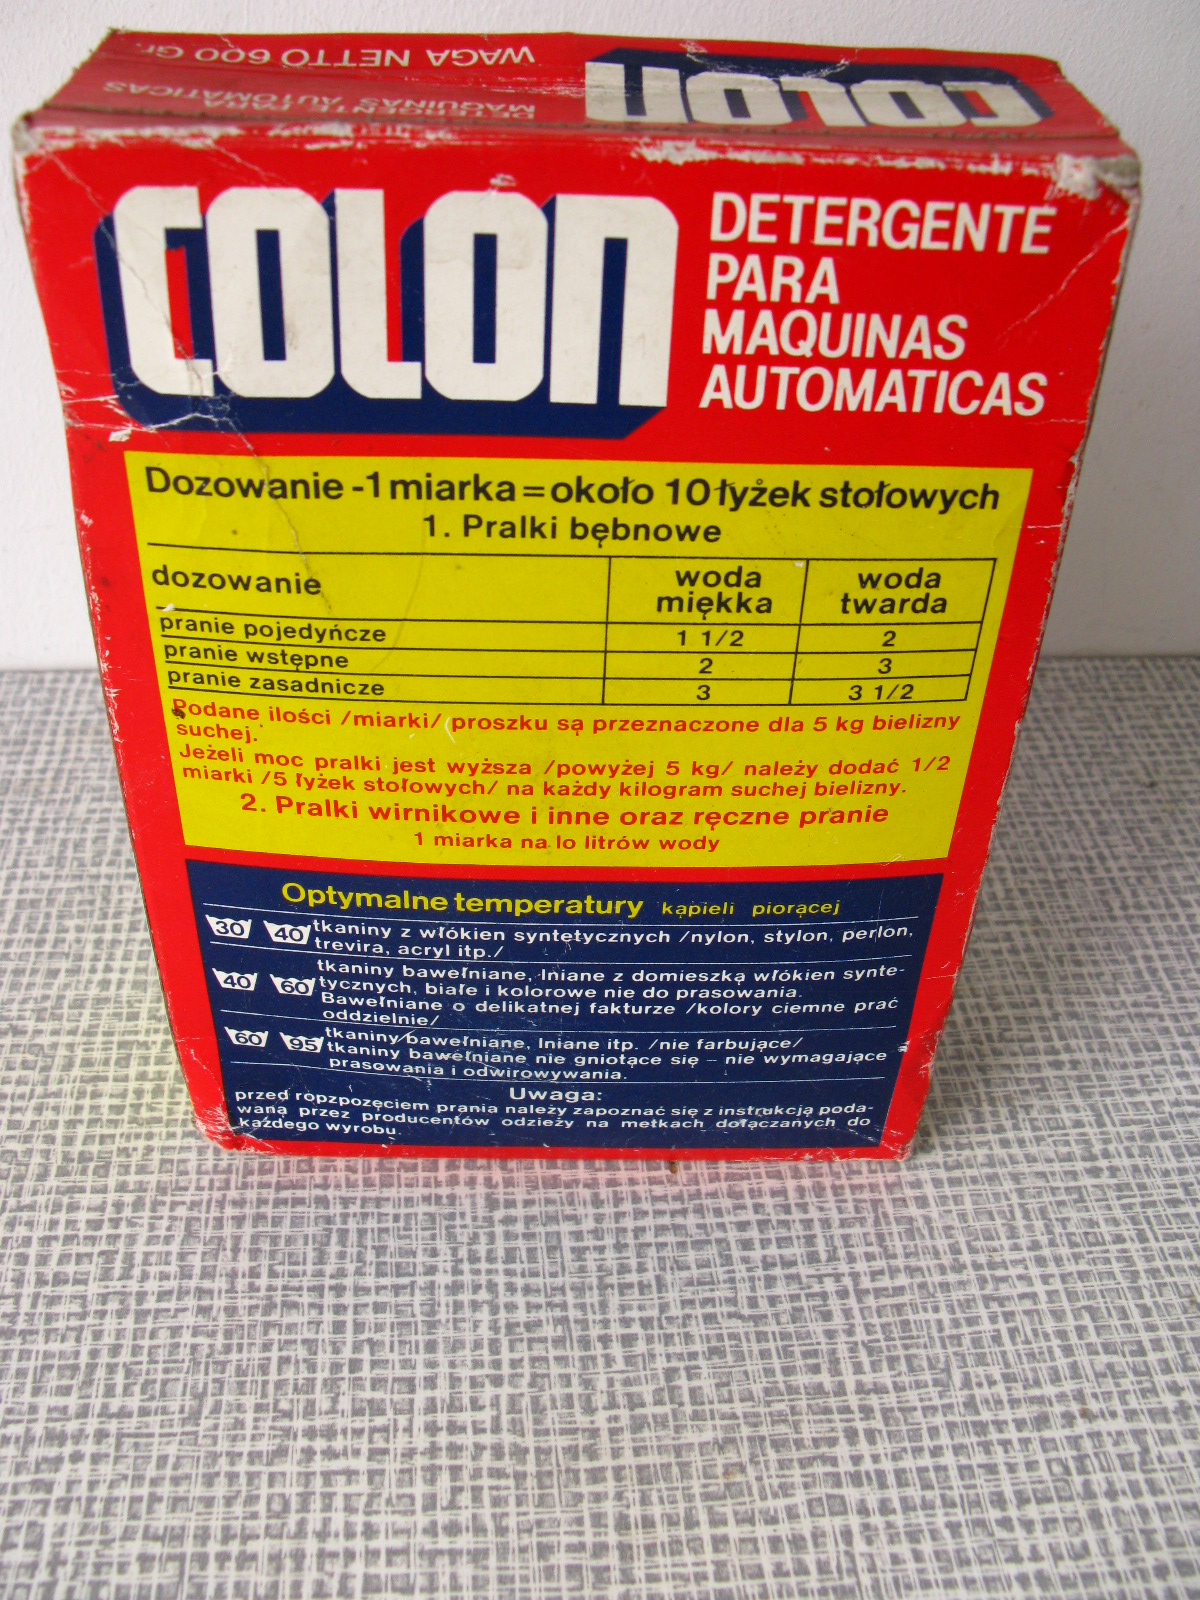 WAGA NETTO 600 Gr.
DETERGENTE PARA
MAQUINAS AUTOMATICAS
COLON
COLON
DETERGENTE
PARA
MAQUINAS
AUTOMATICAS
Dozowanie - 1 miarka = około 10 łyżek stołowych
1. Pralki bębnowe
dozowanie woda miękka woda twarda
pranie pojedyńcze 1 1/2 2
pranie wstępne 2 3
pranie zasadnicze 3 3 1/2
Podane ilości /miarki/ proszku są przeznaczone dla 5 kg bielizny
suchej.
Jeżeli moc pralki jest wyższa /powyżej 5 kg/ należy dodać 1/2
miarki /5 łyżek stołowych/ na każdy kilogram suchej bielizny.
2. Pralki wirnikowe i inne oraz ręczne pranie
1 miarka na lo litrów wody
Optymalne temperatury kąpieli piorącej
30 40 tkaniny z włókien syntętycznych /nylon, stylon, perlon,
trevira, acryl itp./
40 60 tkaniny bawełniane, lniane z domieszką włókien synte-
tycznych, białe i kolorowe nie do prasowania.
Bawełniane o delikatnej fakturze /kolory ciemne prać
oddzielnie/
60 95 tkaniny bawełniane, lniane itp. /nie farbujące/
tkaniny bawełniane nie gniotące się – nie wymagające
prasowania i odwirowywania.
Uwaga:
przed ropzpozęciem prania należy zapoznać się z instrukcją poda-
waną przez producentów odzieży na metkach dołączanych do
każdego wyrobu.